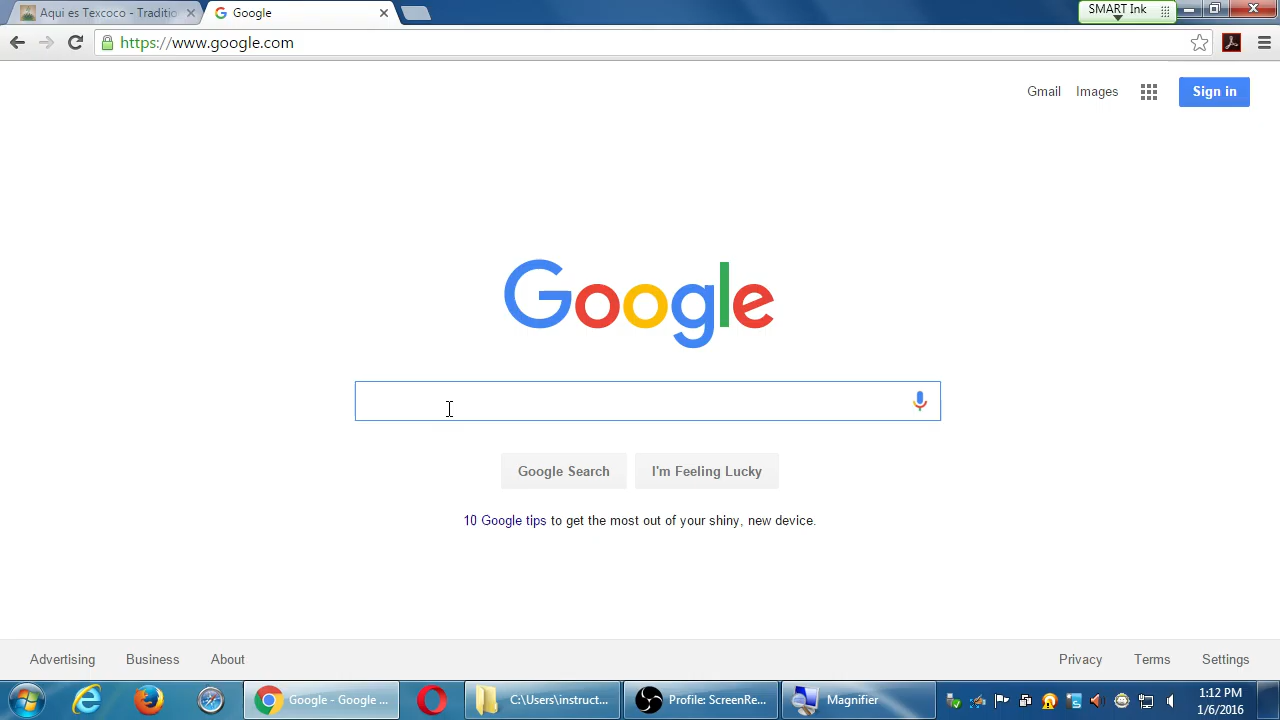 Aqui es Texcoco - Traditio
Google
SMART Ink
https://www.google.com
Gmail
Images
Sign in
Google
Google Search
I'm Feeling Lucky
10 Google tips to get the most out of your shiny, new device.
Advertising
Business
About
Privacy
Terms
Settings
Google - Google ...
C:\Users\instruct...
Profile: ScreenRe...
Magnifier
1:12 PM
1/6/2016